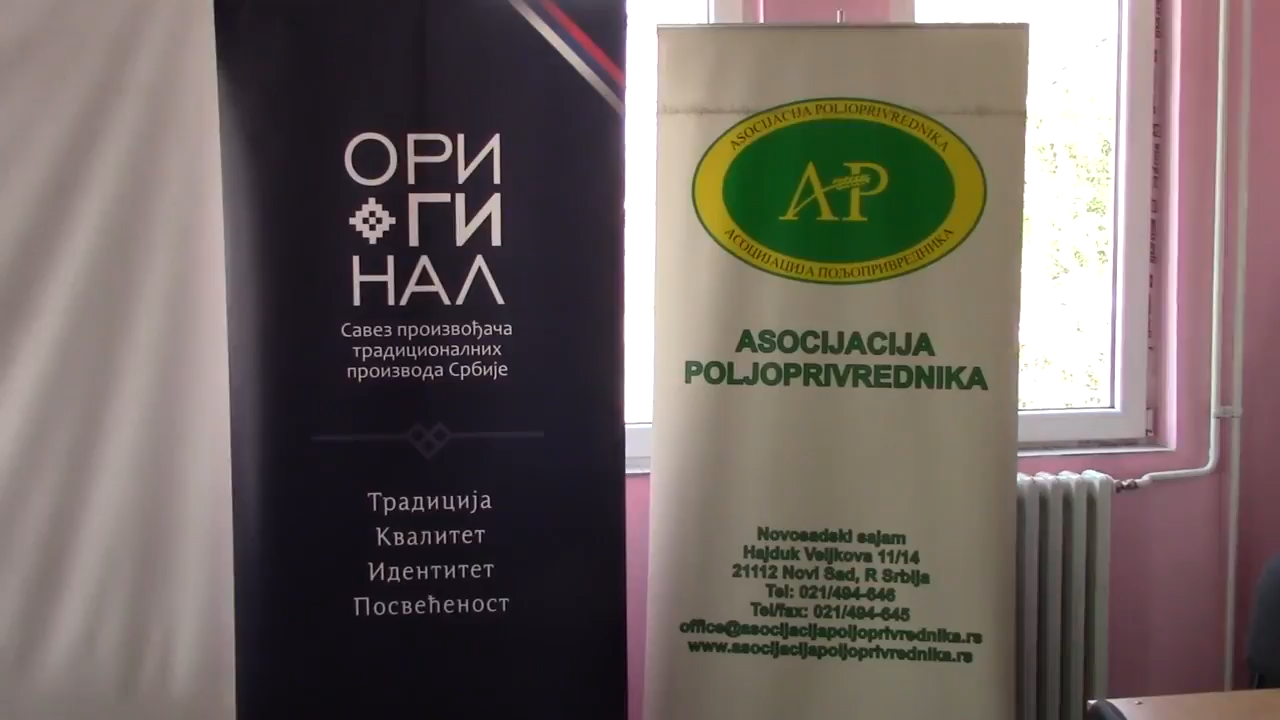 ОРИ
ГИ
НАЛ
Савез произвођача
традиционалних
производа Србије
Традиција
Квалитет
Идентитет
Посвећеност
ASOCIJACIJA POLJOPRIVREDNIKA
AP
АСОЦИЈАЦИЈА ПОЉОПРИВРЕДНИКА
ASOCIJACIJA
POLJOPRIVREDNIKA
Novosadski sajam
Hajduk Veljkova 11/14
21112 Novi Sad, R Srbija
Tel: 021/494-646
Tel/fax: 021/494-645
office@asocijacijapoljoprivrednika.rs
www.asocijacijapoljoprivrednika.rs